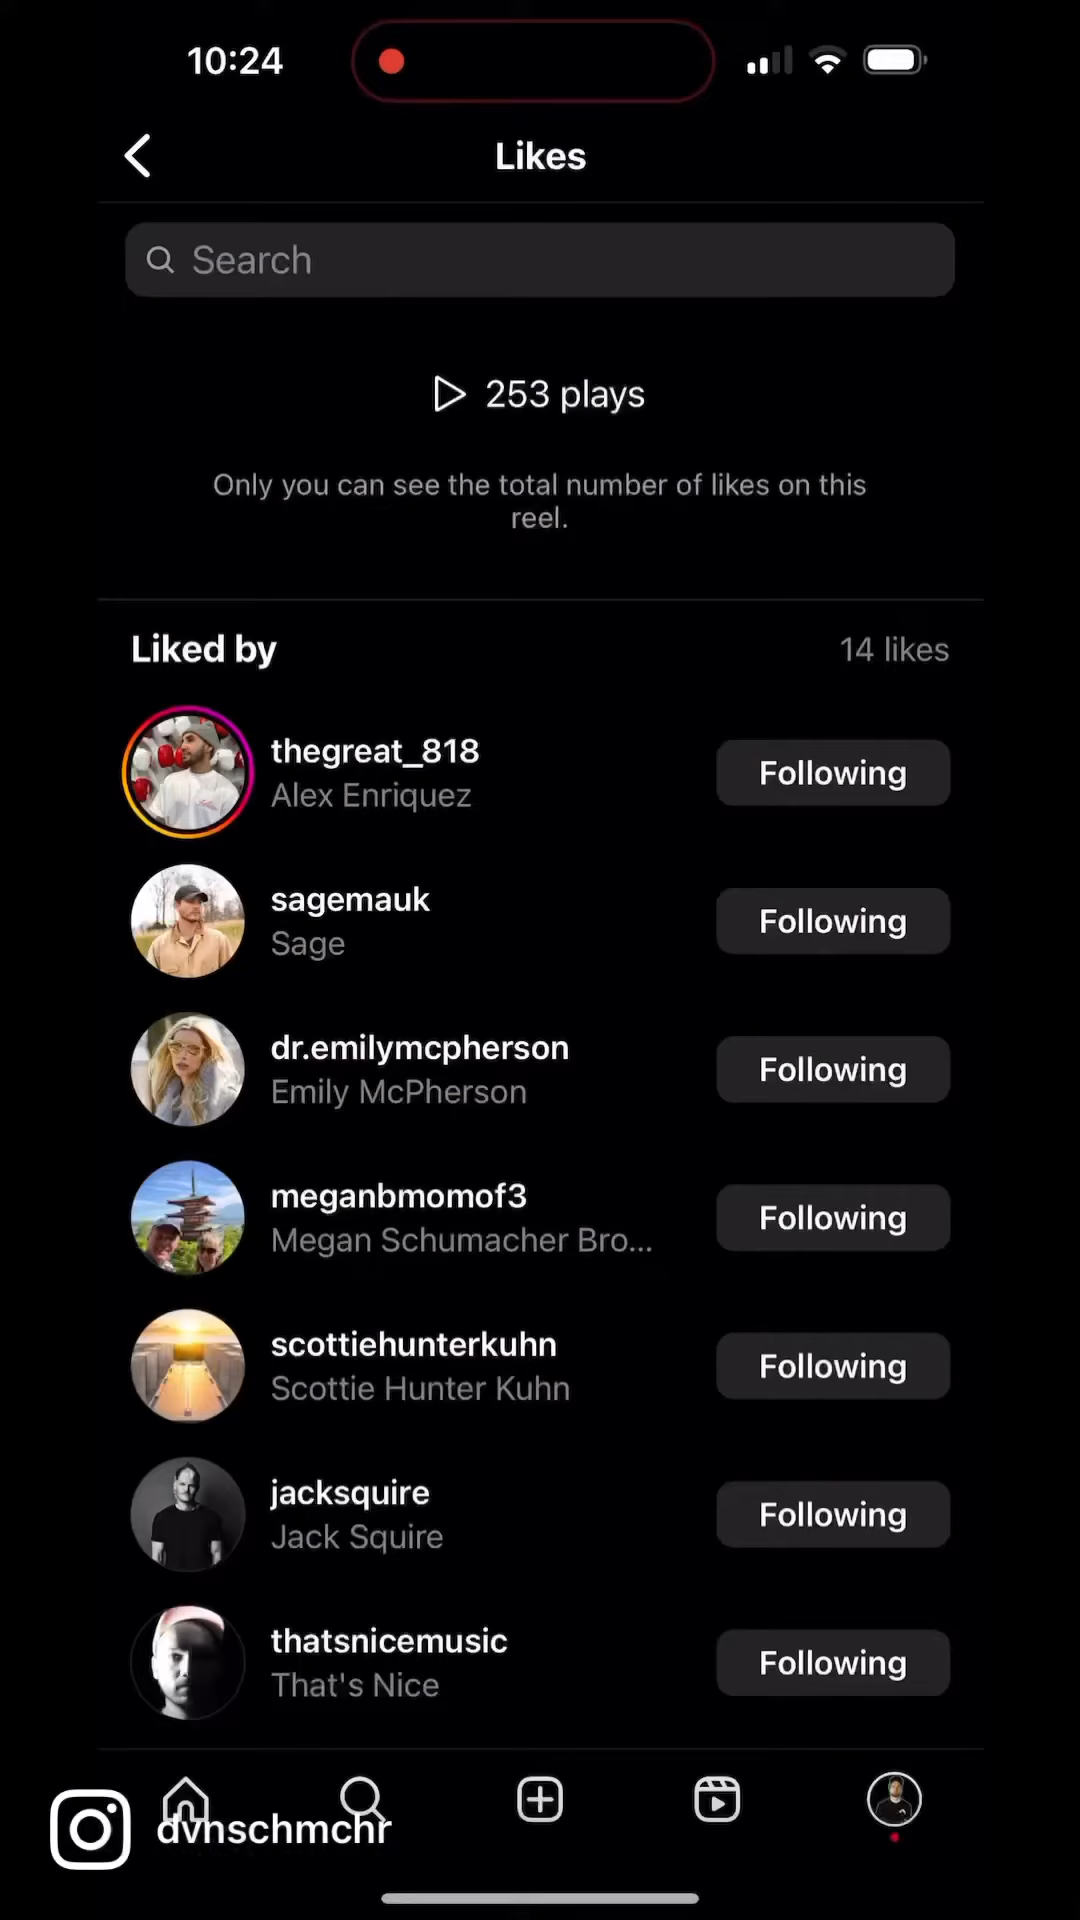 10:24
Likes
Search
253 plays
Only you can see the total number of likes on this
reel.
Liked by
14 likes
thegreat_818
Alex Enriquez
Following
sagemauk
Sage
Following
dr.emilymcpherson
Emily McPherson
Following
meganbmomof3
Megan Schumacher Bro...
Following
scottiehunterkuhn
Scottie Hunter Kuhn
Following
jacksquire
Jack Squire
Following
thatsnicemusic
That's Nice
Following
dvnschmchr